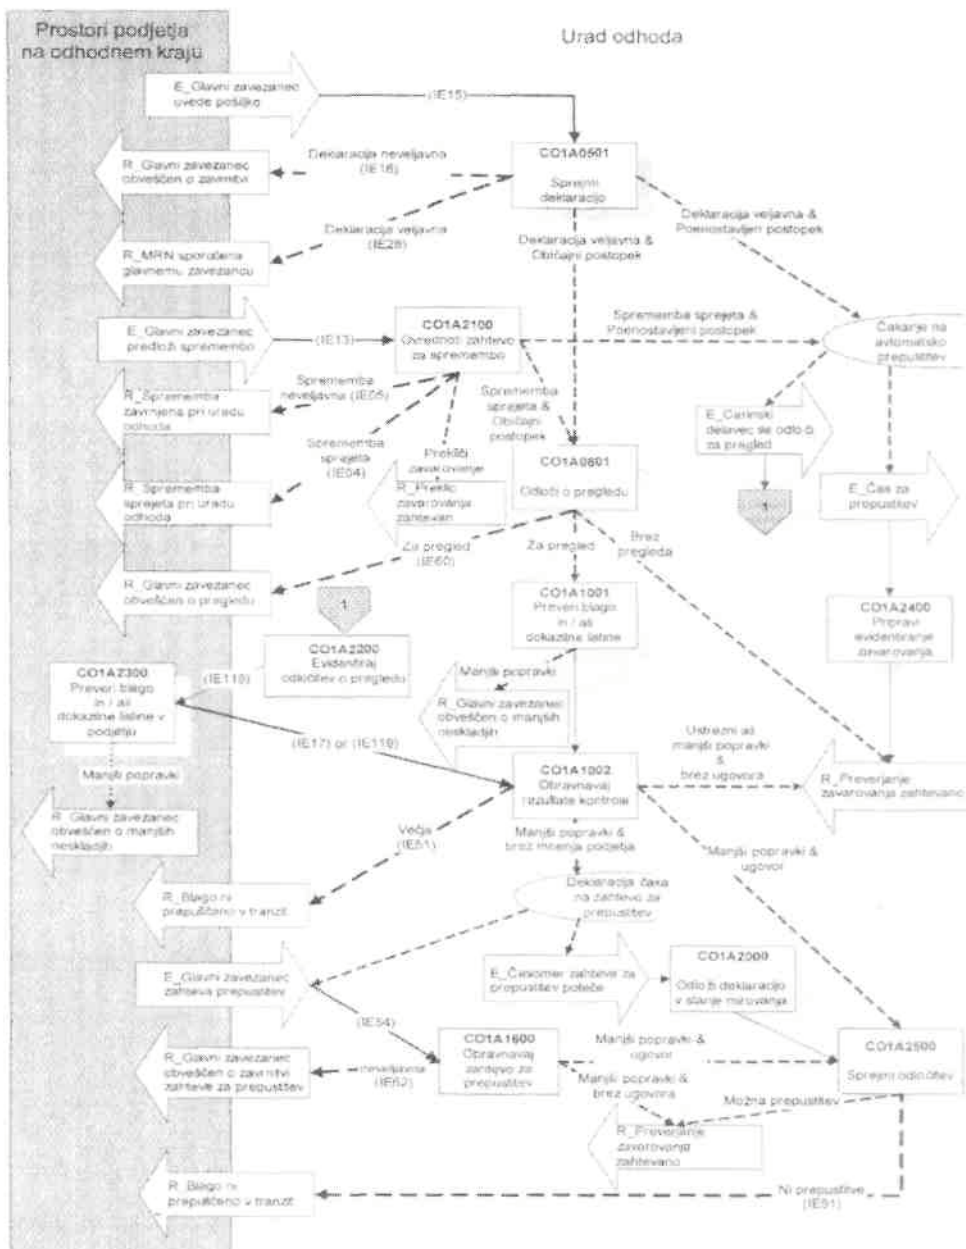 Prostori podjetja
na odhodnem kraju
Urad odhoda
E_Glavni zavezanec
uvede pošiljko
(IE15)
CO1A0501
Sprejmi
deklaracijo
R_Glavni zavezanec
obveščen o zavrnitvi
Deklaracija neveljavna
(IE16)
R_MRN sporočena
glavnemu zavezancu
Deklaracija veljavna
(IE28)
Deklaracija veljavna &
Običajni postopek
Deklaracija veljavna &
Poenostavljen postopek
E_Glavni zavezanec
predloži spremembo
(IE13)
CO1A2100
Ovrednoti zahtevo
za spremembo
Sprememba sprejeta &
Poenostavljeni postopek
Čakanje na
avtomatsko
prepustitev
R_Sprememba
zavrnjena pri uradu
odhoda
Sprememba
neveljavna (IE05)
Sprememba
sprejeta &
Običajni
postopek
E_Carinski
delavec se odloči
za pregled
R_Sprememba
sprejeta pri uradu
odhoda
Sprememba
sprejeta
(IE04)
Prekliči
zavarovanje
R_Preklic
zavarovanja
zahtevan
CO1A0801
Odloči o pregledu
1
E_Čas za
prepustitev
R_Glavni zavezanec
obveščen o pregledu
Za pregled
(IE60)
Za pregled
Brez
pregleda
1
CO1A1001
Preveri blago
in / ali
dokazilne listine
CO1A2400
Pripravi
evidentiranje
zavarovanja
CO1A2200
Evidentiraj
odločitev o pregledu
CO1A2300
Preveri blago
in / ali
dokazilne listine v
podjetju
(IE118)
Manjši popravki
R_Glavni zavezanec
obveščen o manjših
neskladjih
(IE17) or (IE119)
CO1A1002
Obravnavaj
rezultate kontrole
Ustrezni ali
manjši popravki
&
brez ugovora
R_Preverjanje
zavarovanja zahtevano
Manjši popravki
R_Glavni zavezanec
obveščen o manjših
neskladjih
Večja
(IE51)
Manjši popravki &
brez mnenja podjetja
Manjši popravki &
ugovor
R_Blago ni
prepuščeno v tranzit
Deklaracija čaka
na zahtevo za
prepustitev
E_Glavni zavezanec
zahteva prepustitev
E_Časomer zahteve za
prepustitev poteče
CO1A2000
Odloži deklaracijo
v stanje mirovanja
(IE54)
CO1A1600
Obravnavaj
zahtevo za
prepustitev
Manjši popravki &
ugovor
CO1A2500
Sprejmi odločitev
R_Glavni zavezanec
obveščen o zavrnitvi
zahteve za prepustitev
neveljavna
(IE62)
Manjši popravki &
brez ugovora
Možna prepustitev
R_Preverjanje
zavarovanja
zahtevano
R_Blago ni
prepuščeno v tranzit
Ni prepustitve
(IE51)